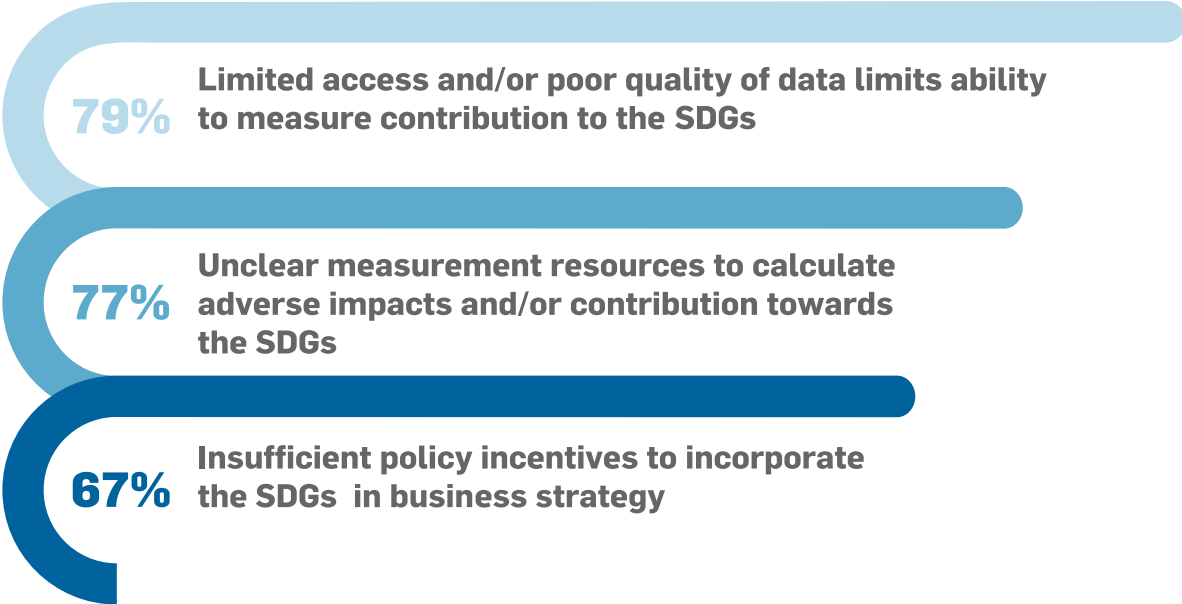 Limited access and/or poor quality of data limits ability
79% to measure contribution to the SDGs
Unclear measurement resources to calculate
77% adverse impacts and/or contribution towards
the SDGs
Insufficient policy incentives to incorporate
67% the SDGs in business strategy